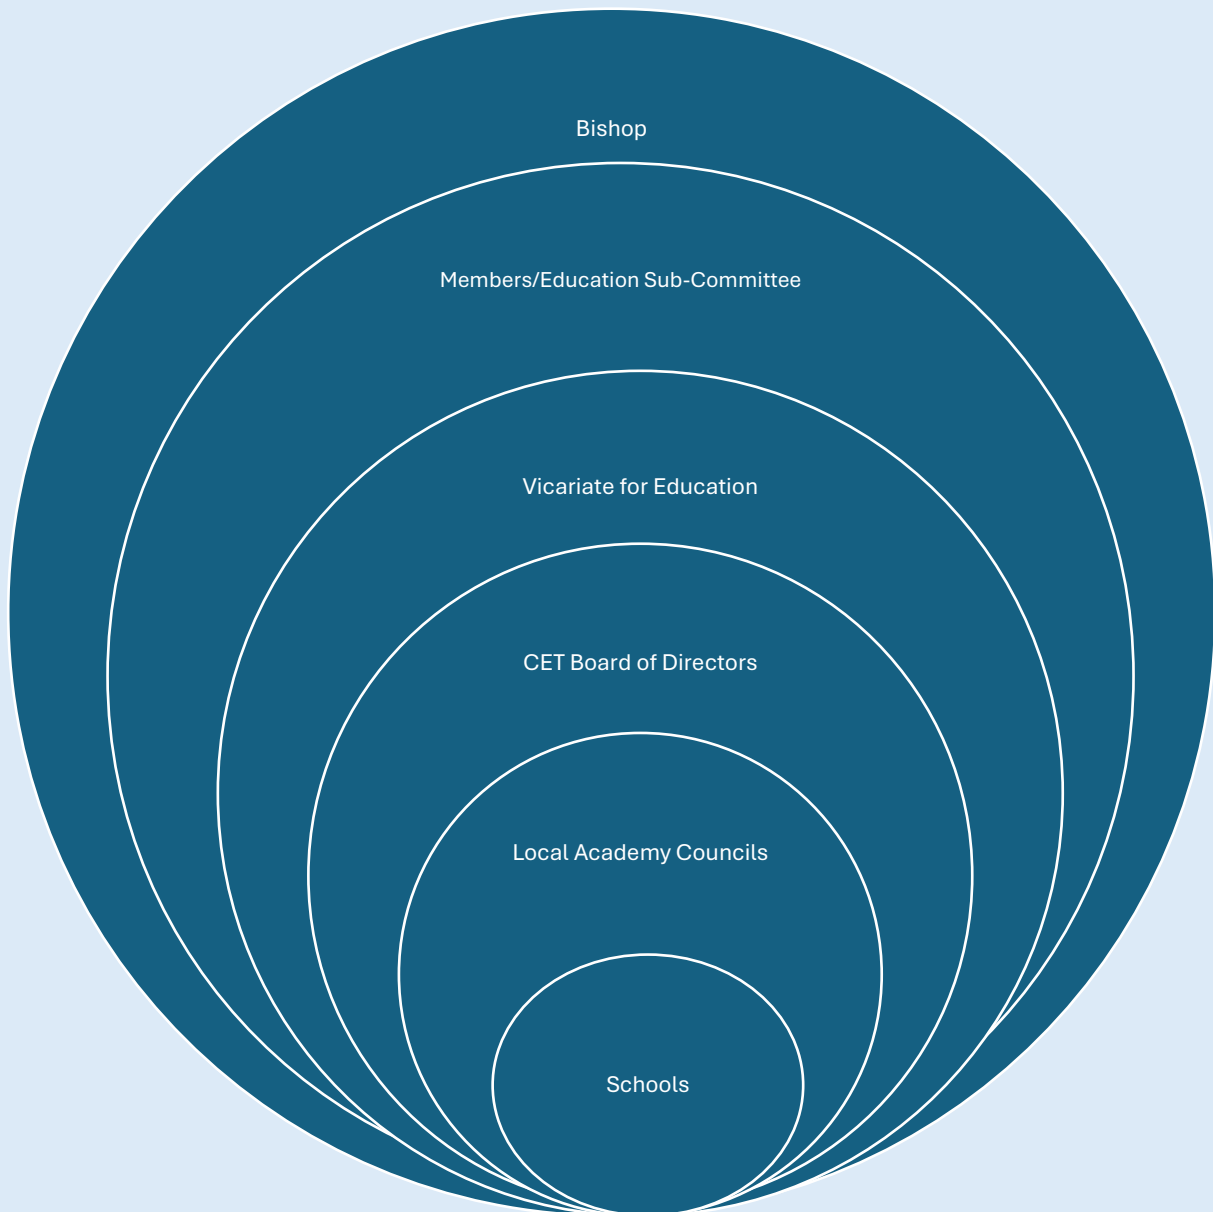 Bishop
Members/Education Sub-Committee
Vicariate for Education
CET Board of Directors
Local Academy Councils
Schools